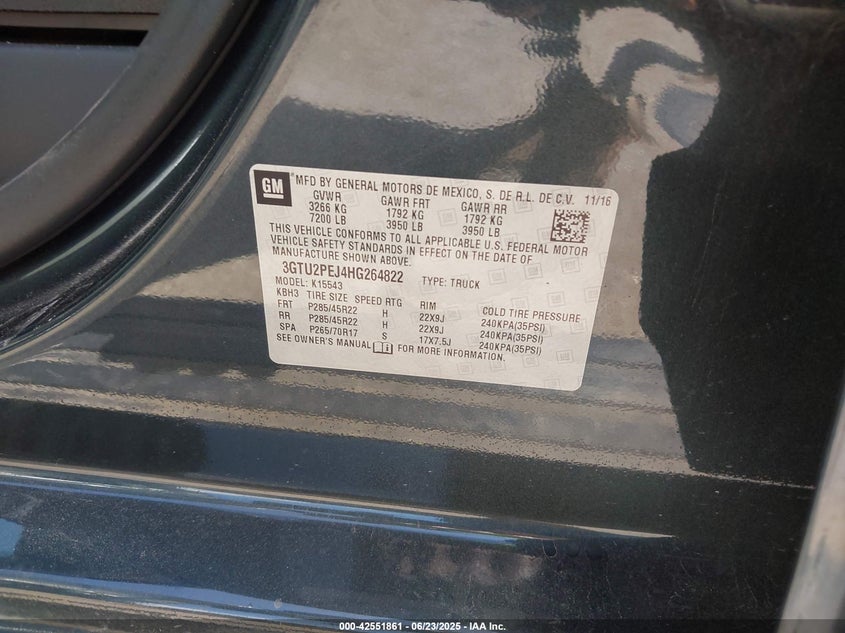 GM MFD BY GENERAL MOTORS DE MEXICO, S. DE R.L. DE C.V. 11/16
GVWR GAWR FRT GAWR RR
3266 KG 1792 KG 1792 KG
7200 LB 3950 LB 3950 LB
THIS VEHICLE CONFORMS TO ALL APPLICABLE U.S. FEDERAL MOTOR
VEHICLE SAFETY STANDARDS IN EFFECT ON THE DATE OF
MANUFACTURE SHOWN ABOVE.
3GTU2PEJ4HG264822 TYPE: TRUCK
MODEL: K15543
KBH3 TIRE SIZE SPEED RTG RIM COLD TIRE PRESSURE
FRT P285/45R22 H 22X9J 240KPA(35PSI)
RR P285/45R22 H 22X9J 240KPA(35PSI)
SPA P265/70R17 S 17X7.5J 240KPA(35PSI)
SEE OWNER'S MANUAL FOR MORE INFORMATION.
000-42551861 | 06/23/2025 - IAA Inc.